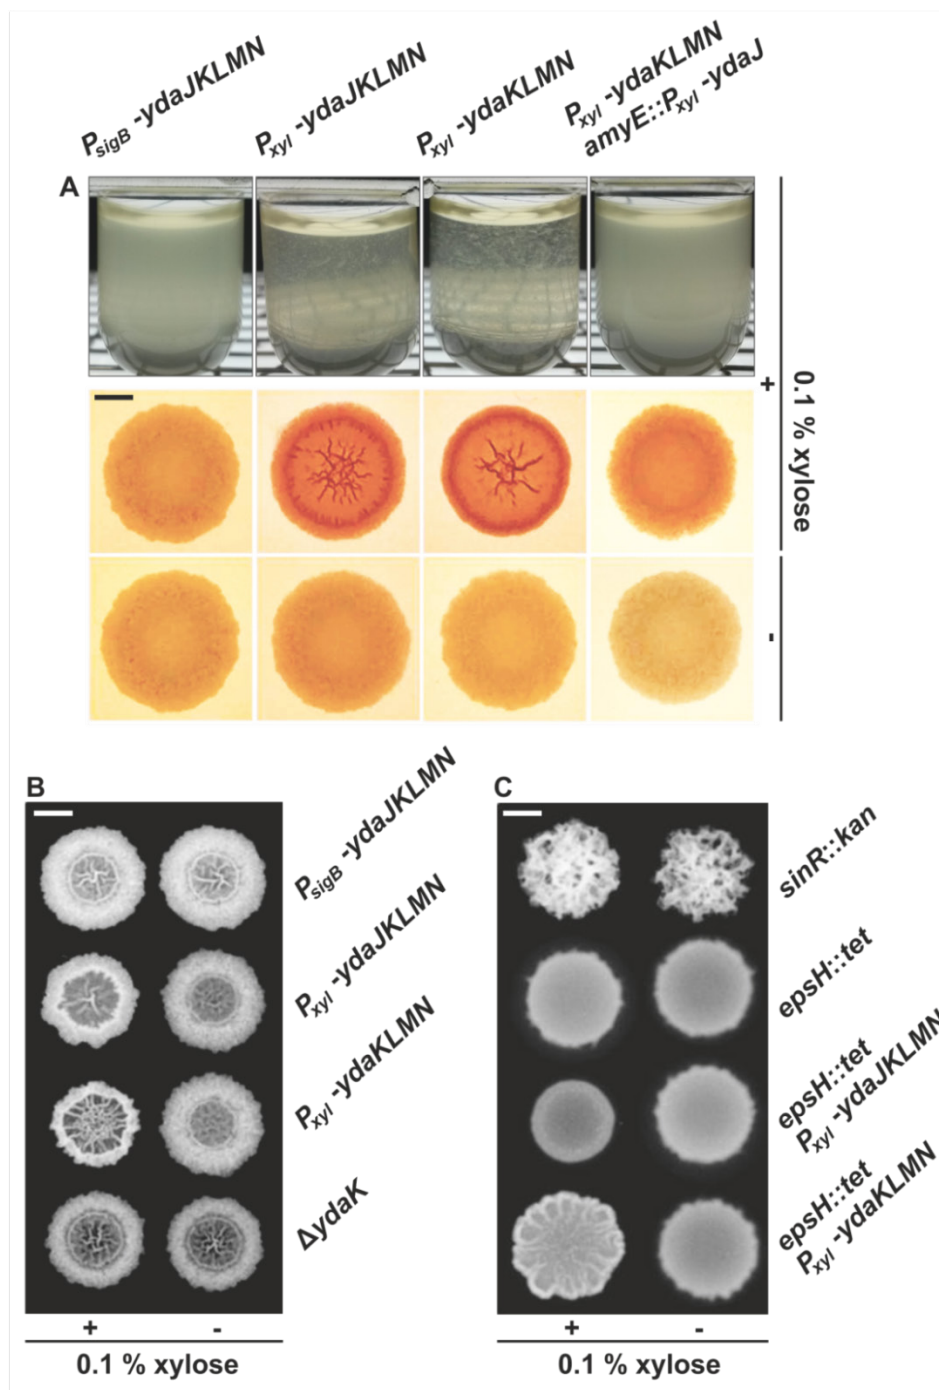 PsigB -ydaJKLMN
Pxyl -ydaJKLMN
Pxyl -ydaKLMN
Pxyl -ydaKLMN
amyE::Pxyl -ydaJ
A
+
0.1 % xylose
-
B
PsigB -ydaJKLMN
Pxyl -ydaJKLMN
Pxyl -ydaKLMN
ΔydaK
+ -
0.1 % xylose
C
sinR::kan
epsH::tet
epsH::tet
Pxyl -ydaJKLMN
epsH::tet
Pxyl -ydaKLMN
+ -
0.1 % xylose